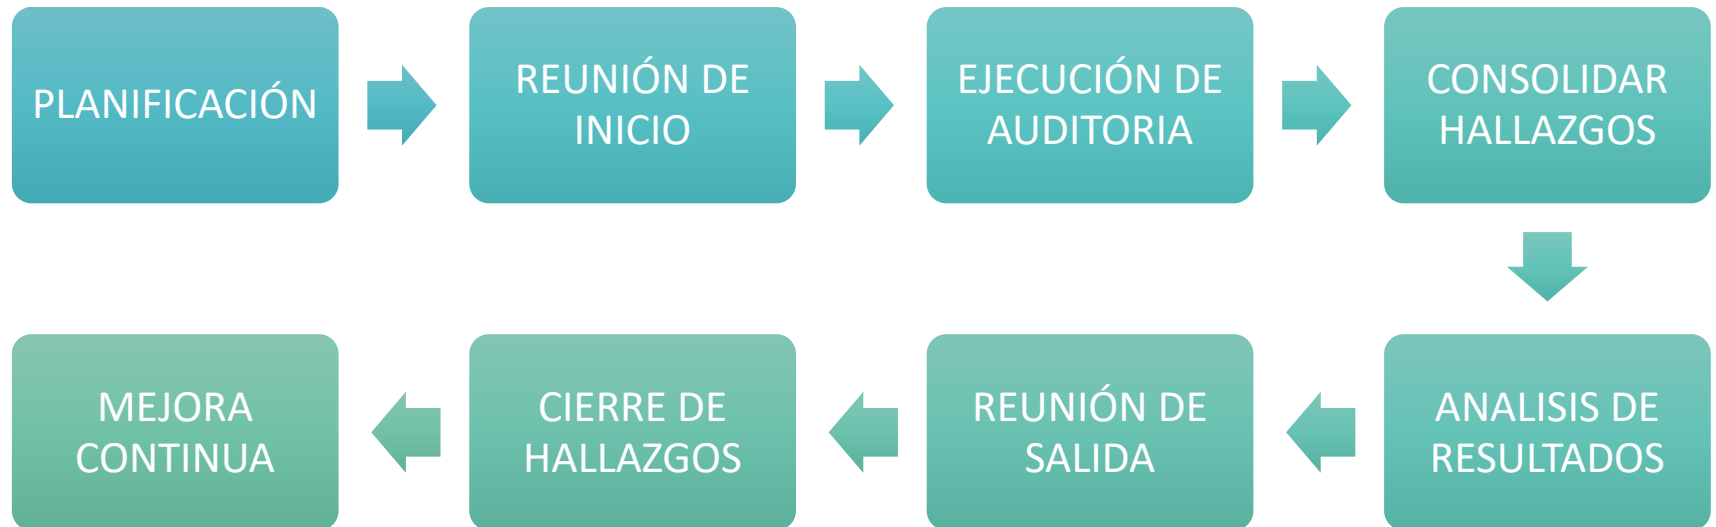 PLANIFICACIÓN
REUNIÓN DE
INICIO
EJECUCIÓN DE
AUDITORIA
CONSOLIDAR
HALLAZGOS
ANALISIS DE
RESULTADOS
REUNIÓN DE
SALIDA
CIERRE DE
HALLAZGOS
MEJORA
CONTINUA